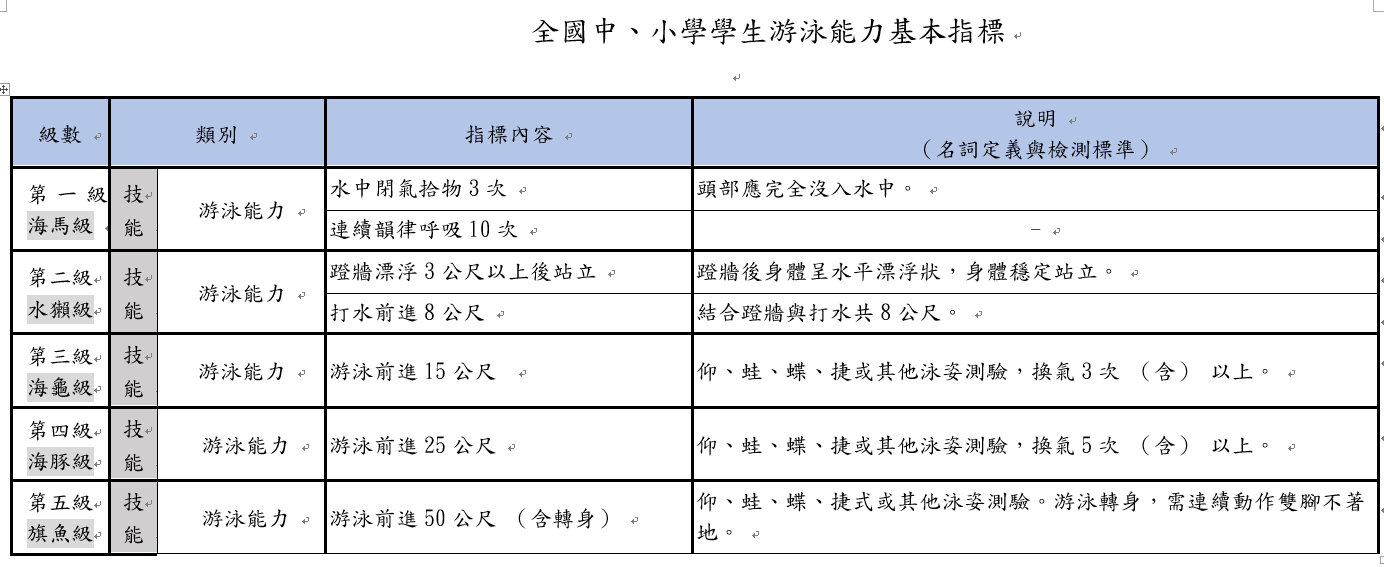 全國中、小學學生游泳能力基本指標
級數 類別 指標內容 說明
（名詞定義與檢測標準）
第一級
海馬級
技
能
游泳能力
水中閉氣拾物 3 次
頭部應完全沒入水中。
連續韻律呼吸 10 次
–
第二級
水獺級
技
能
游泳能力
蹬牆漂浮 3 公尺以上後站立
蹬牆後身體呈水平漂浮狀，身體穩定站立。
打水前進 8 公尺
結合蹬牆與打水共 8 公尺。
第三級
海龜級
技
能
游泳能力
游泳前進 15 公尺
仰、蛙、蝶、捷或其他泳姿測驗，換氣 3 次 （含） 以上。
第四級
海豚級
技
能
游泳能力
游泳前進 25 公尺
仰、蛙、蝶、捷或其他泳姿測驗，換氣 5 次 （含） 以上。
第五級
旗魚級
技
能
游泳能力
游泳前進 50 公尺 （含轉身）
仰、蛙、蝶、捷式或其他泳姿測驗。游泳轉身，需連續動作雙腳不著
地。